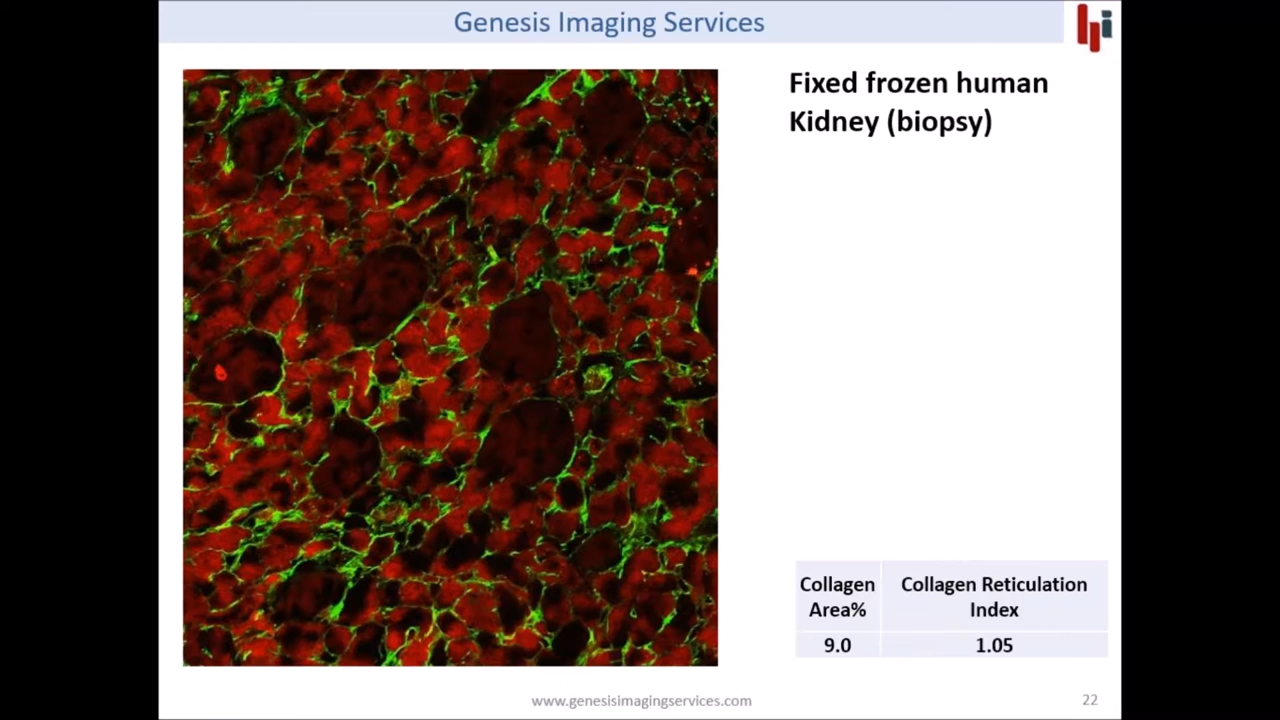 Genesis Imaging Services
Fixed frozen human
Kidney (biopsy)
Collagen Area%
Collagen Reticulation Index
9.0
1.05
www.genesisimagingservices.com
22